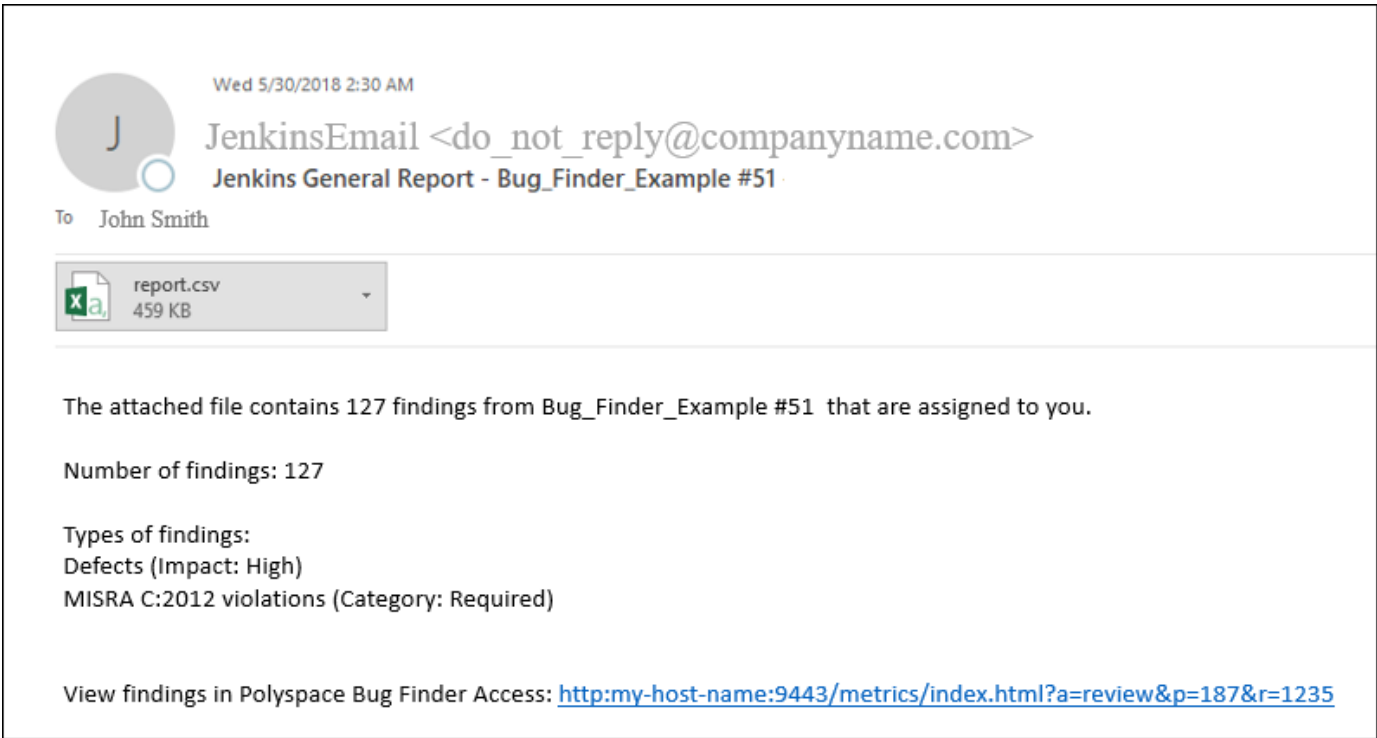 Wed 5/30/2018 2:30 AM
J
JenkinsEmail <do_not_reply@companyname.com>
Jenkins General Report - Bug_Finder_Example #51
To John Smith
report.csv
459 KB
The attached file contains 127 findings from Bug_Finder_Example #51  that are assigned to you.
Number of findings: 127
Types of findings:
Defects (Impact: High)
MISRA C:2012 violations (Category: Required)
View findings in Polyspace Bug Finder Access: http:my-host-name:9443/metrics/index.html?a=review&p=187&r=1235